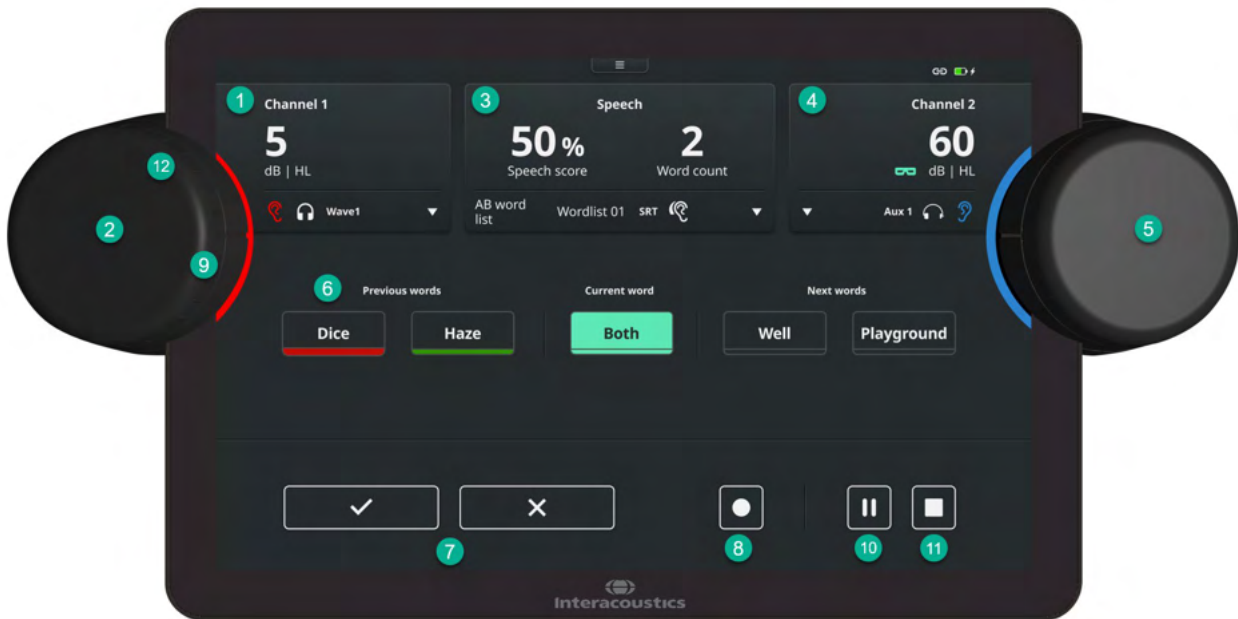 1 Channel 1
5
dB | HL
Wave1
3 Speech
50 % 2
Speech score Word count
AB word
list Wordlist 01 SRT
4 Channel 2
60
dB | HL
Aux 1
12
2
9
5
6 Previous words Current word Next words
Dice Haze Both Well Playground
7
8
10
11
Interacoustics